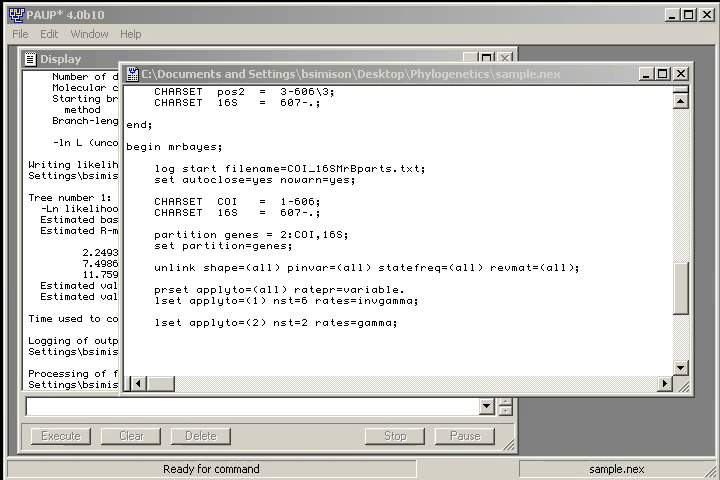 PAUP* 4.0b10
File Edit Window Help
Display
Number of d
Molecular c
Starting br
method
Branch-leng
-ln L (unco
Writing likelih
Settings\bsimis
Tree number 1:
-Ln likelihoo
Estimated bas
Estimated R-m
2.2493
7.4986
11.759
Estimated val
Estimated val
Time used to co
Logging of outp
Settings\bsimis
Processing of f
Settings\bsimis
C:\Documents and Settings\bsimison\Desktop\Phylogenetics\sample.nex
CHARSET pos2 = 3-606\3;
CHARSET 16S = 607-.;
end;
begin mrbayes;
log start filename=COI_16SMrBparts.txt;
set autoclose=yes nowarn=yes;
CHARSET COI = 1-606;
CHARSET 16S = 607-.;
partition genes = 2:COI,16S;
set partition=genes;
unlink shape=(all) pinvar=(all) statefreq=(all) revmat=(all);
prset applyto=(all) ratepr=variable.
lset applyto=(1) nst=6 rates=invgamma;
lset applyto=(2) nst=2 rates=gamma;
Execute Clear Delete Stop Pause
Ready for command sample.nex